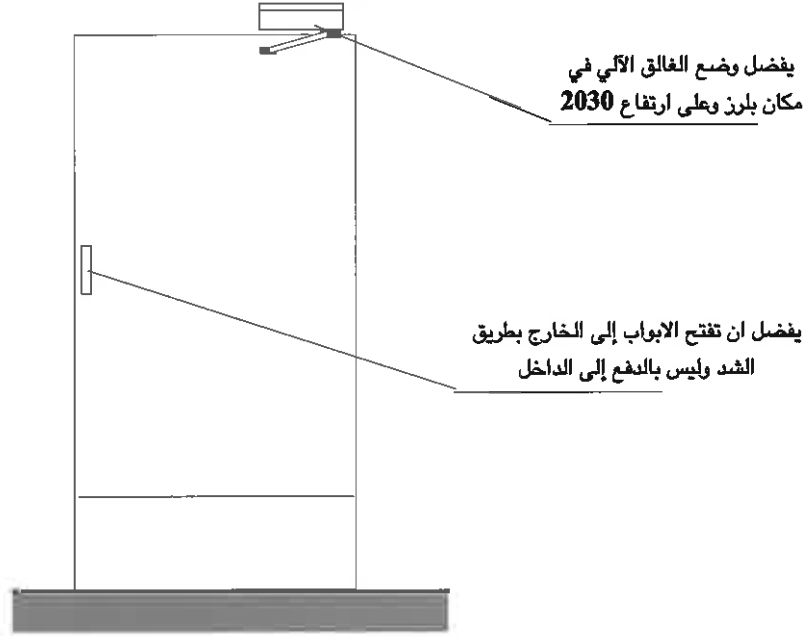 يفضل وضع الغالق الآلي في
مكان بلرز وعلى ارتفاع 2030
يفضل ان تفتح الابواب إلى الخارج بطريق
الشد وليس بالدفع إلى الداخل